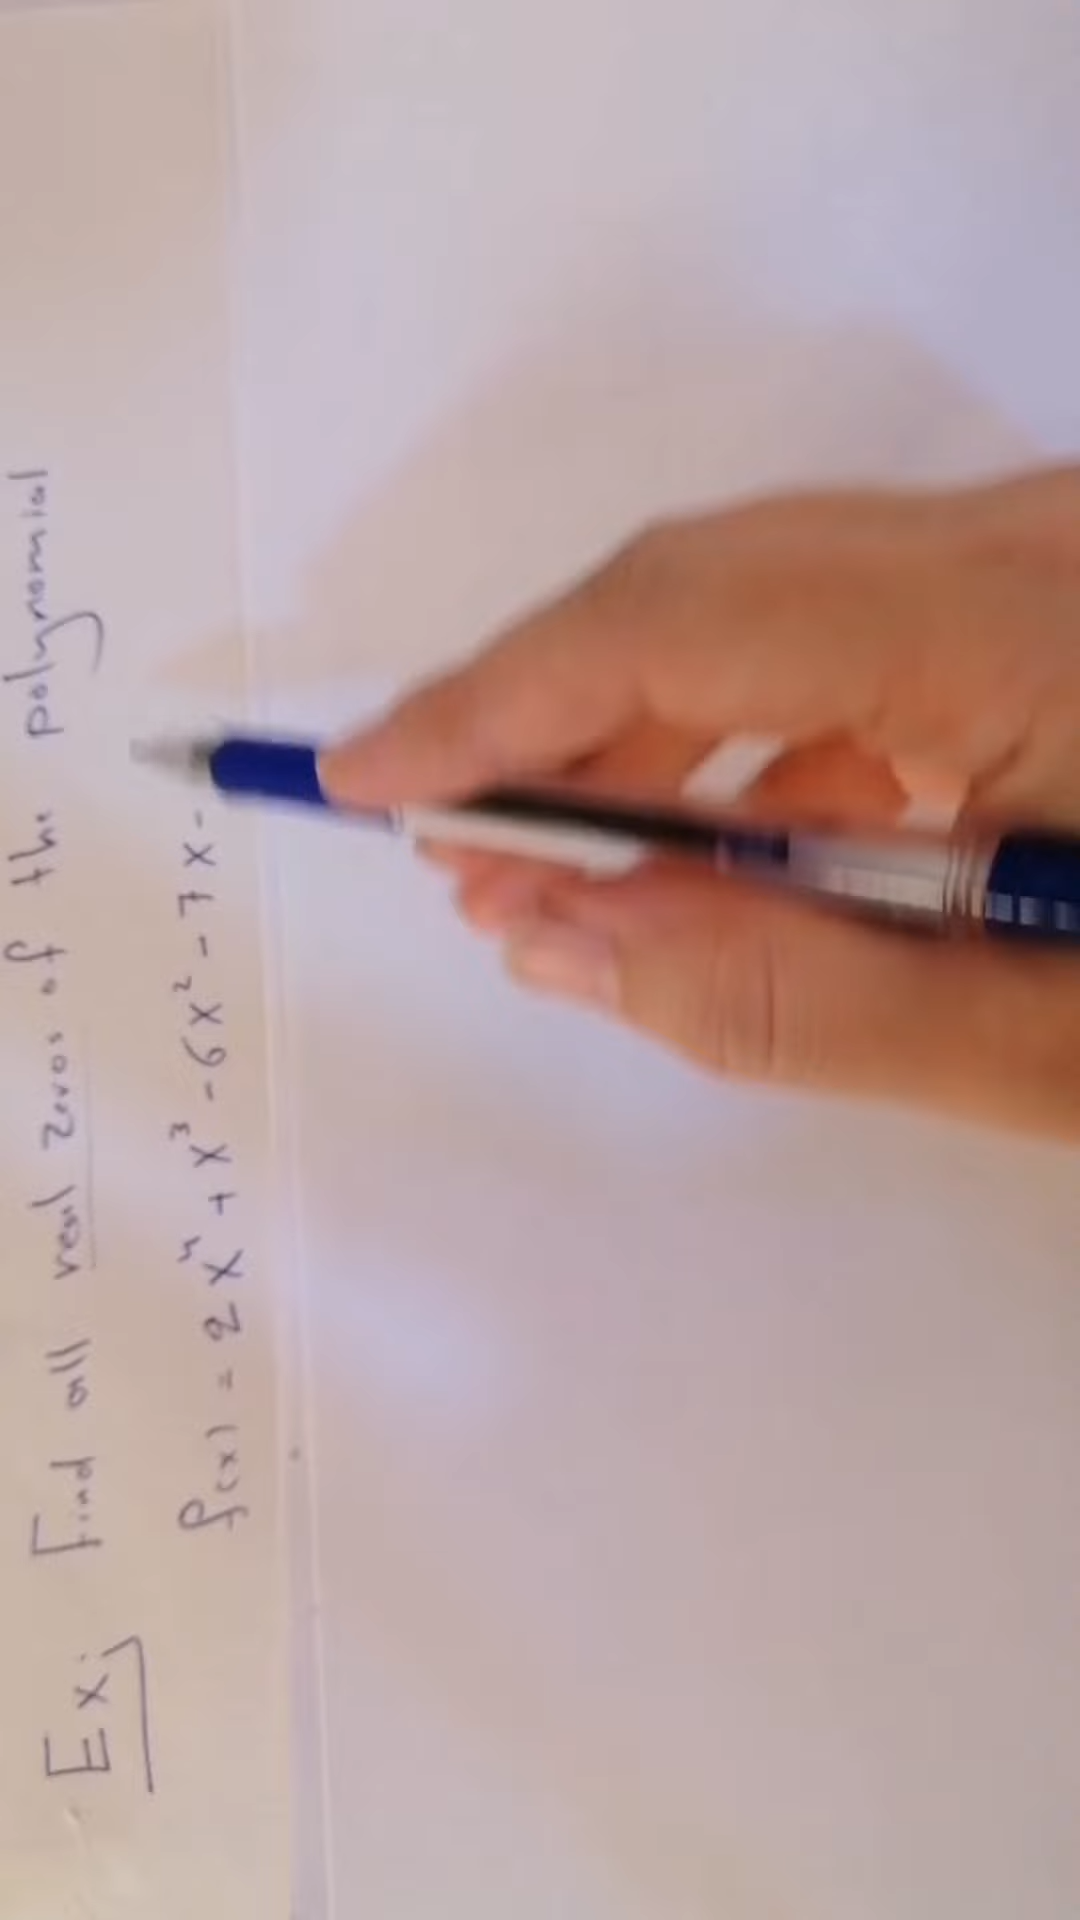 Ex: Find all real zeros of the polynomial
f(x) = 2x⁴ + x³ - 6x² - 7x -